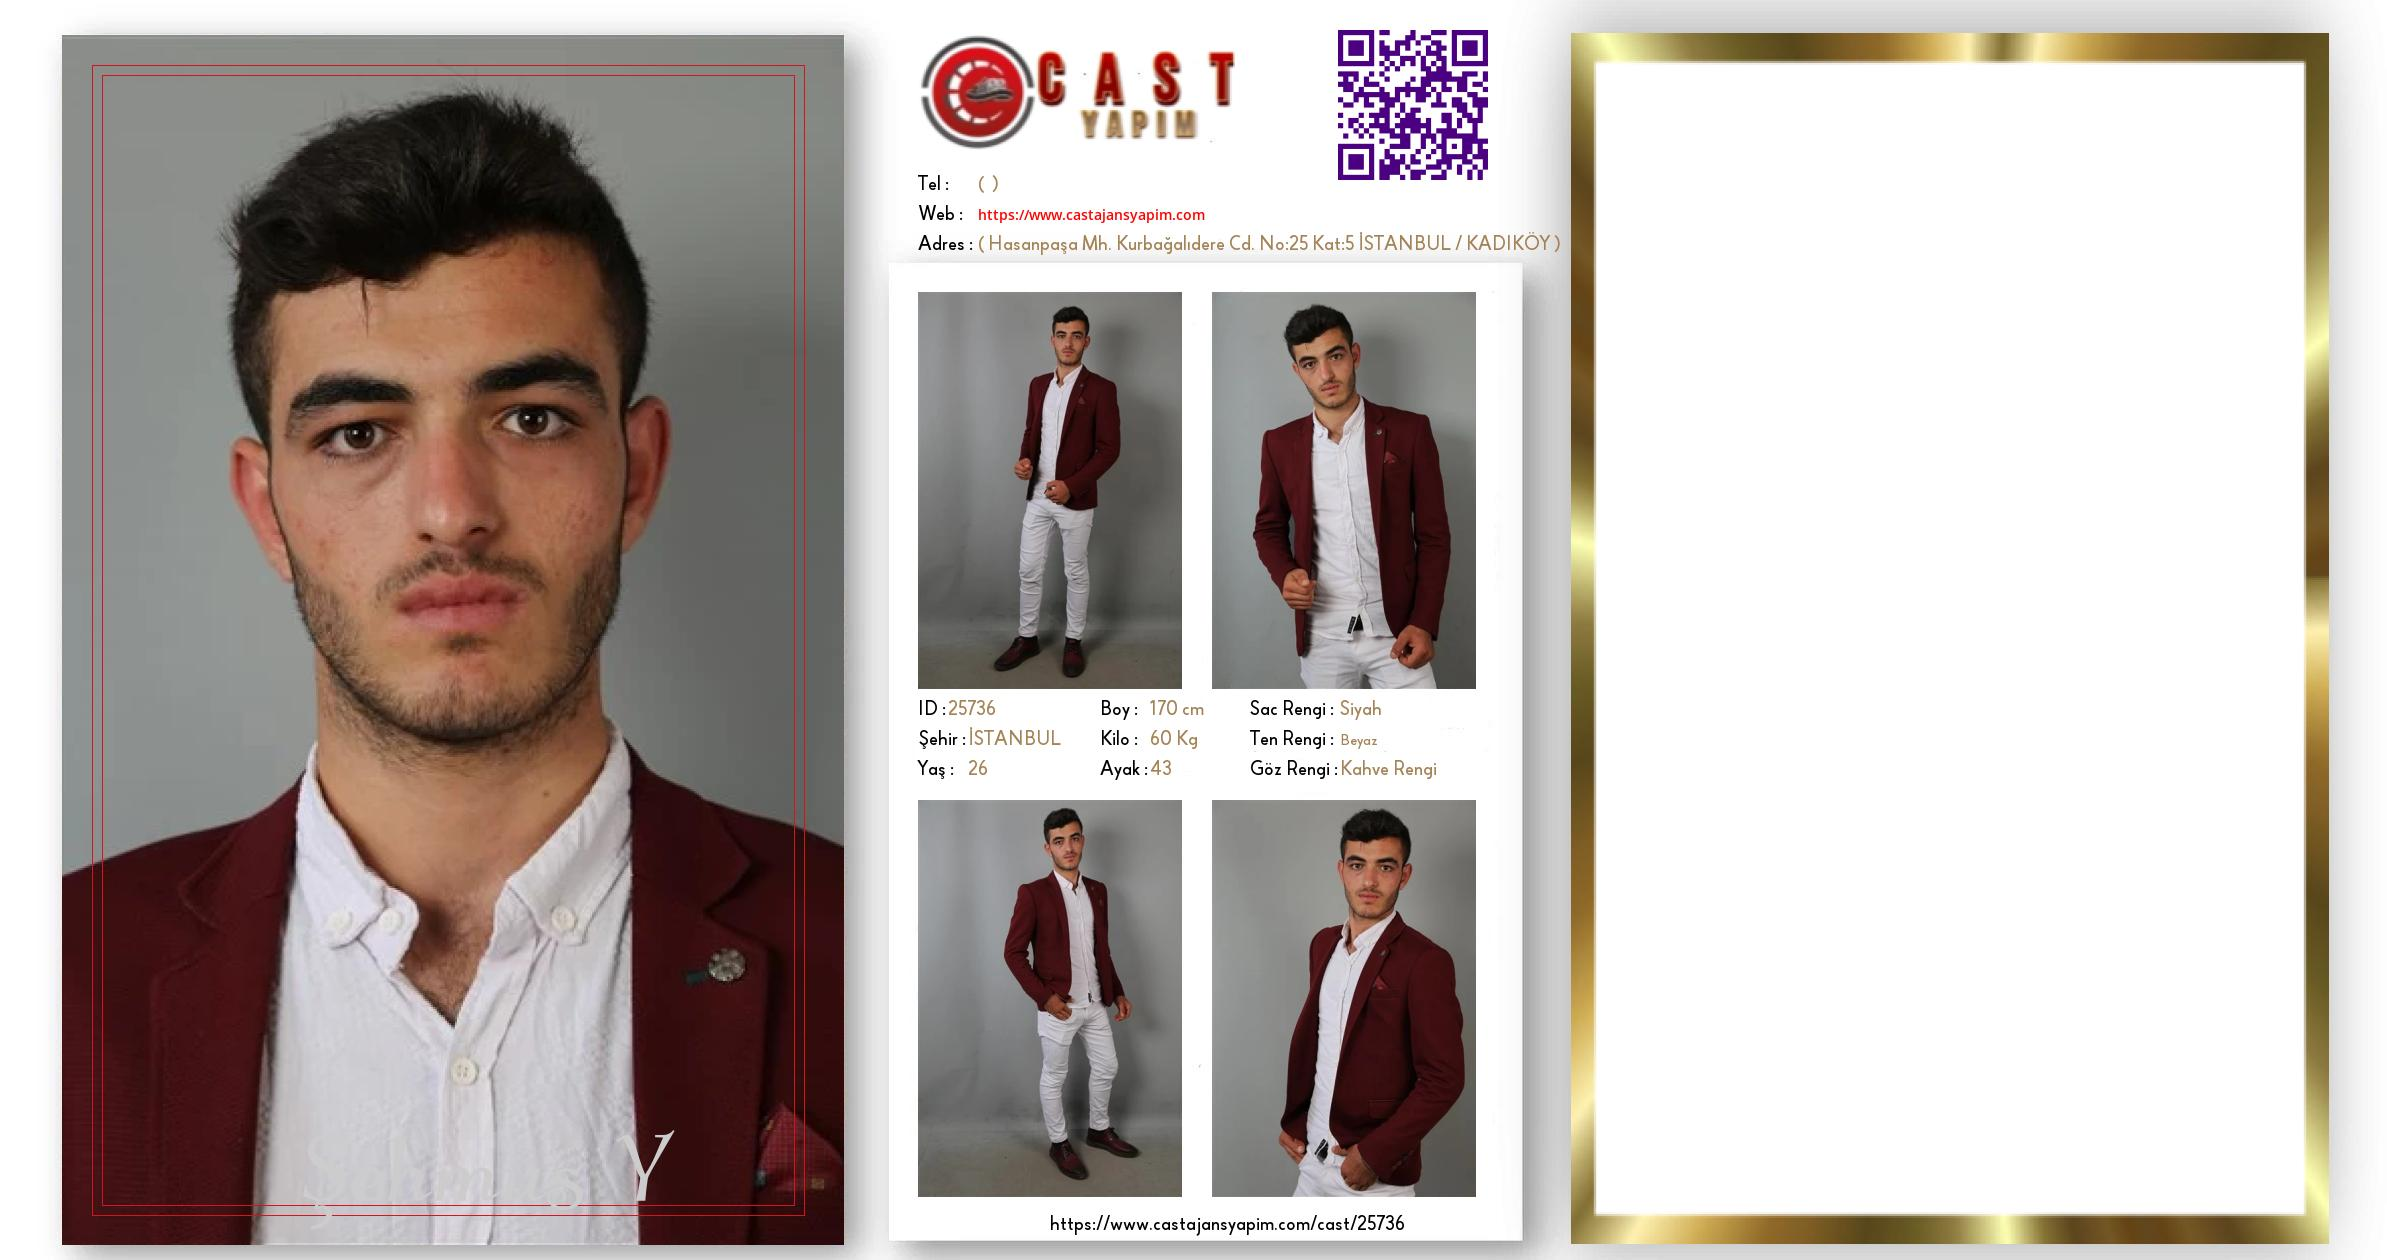 CAST
YAPIM
Tel : ( )
Web : https://www.castajansyapim.com
Adres : ( Hasanpaşa Mh. Kurbağalıdere Cd. No:25 Kat:5 İSTANBUL / KADIKÖY )
ID : 25736 Boy : 170 cm Sac Rengi : Siyah
Şehir : İSTANBUL Kilo : 60 Kg Ten Rengi : Beyaz
Yaş : 26 Ayak : 43 Göz Rengi : Kahve Rengi
Y
https://www.castajansyapim.com/cast/25736